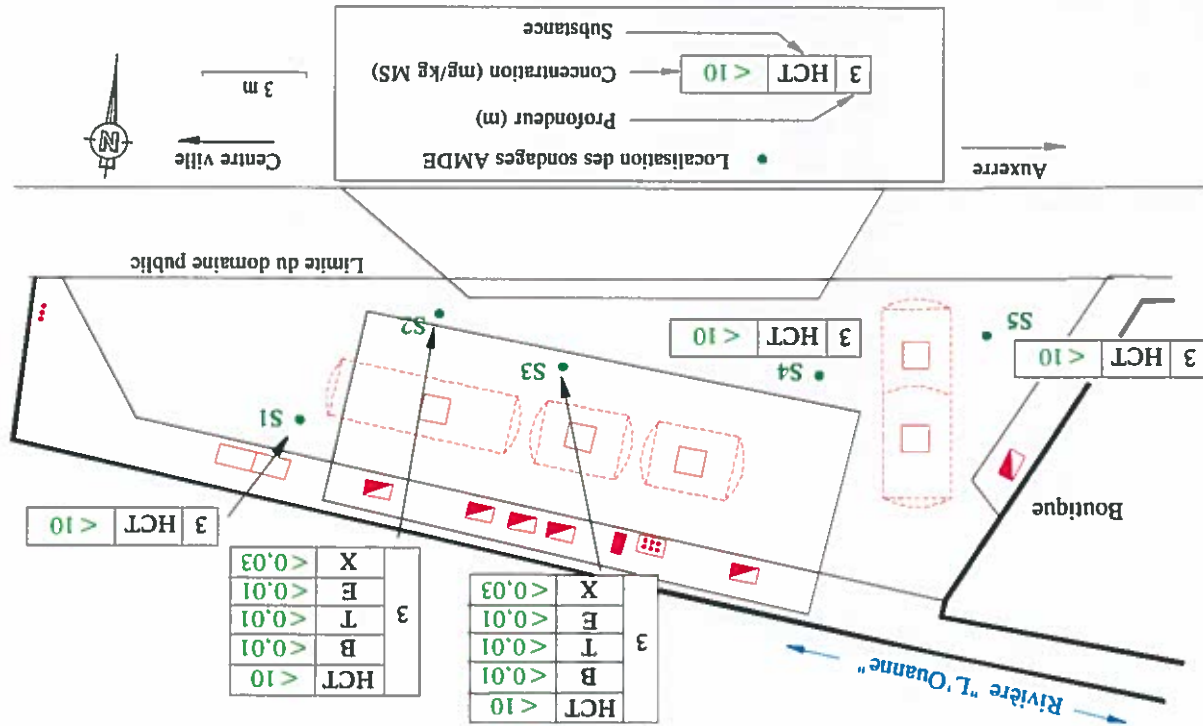 Rivière "L'Ouanne"
3 HCT < 10
B <0,01
T <0,01
E <0,01
X <0,03
3 HCT < 10
B <0,01
T <0,01
E <0,01
X <0,03
3 HCT < 10
Boutique
S1
S4
S3
3 HCT < 10
S5
3 HCT < 10
S2
Limite du domaine public
Auxerre
Centre ville
N
3 m
Localisation des sondages AMDE
Profondeur (m)
3 HCT < 10
Concentration (mg/kg MS)
Substance